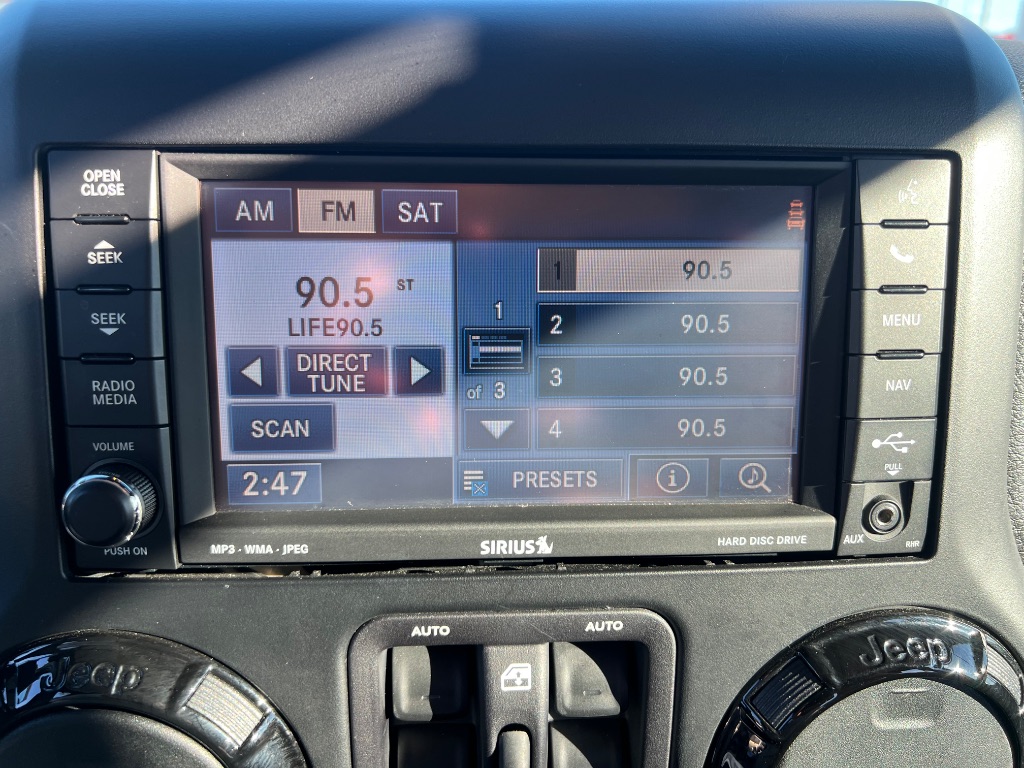 OPEN
CLOSE
SEEK
SEEK
RADIO
MEDIA
VOLUME
PUSH ON
AM FM SAT
90.5 ST
LIFE90.5
DIRECT
TUNE
SCAN
2:47
1
of 3
1 90.5
2 90.5
3 90.5
4 90.5
PRESETS
i
MENU
NAV
PULL
AUX RHR
MP3 · WMA · JPEG
SIRIUS
HARD DISC DRIVE
AUTO AUTO
Jeep
Jeep